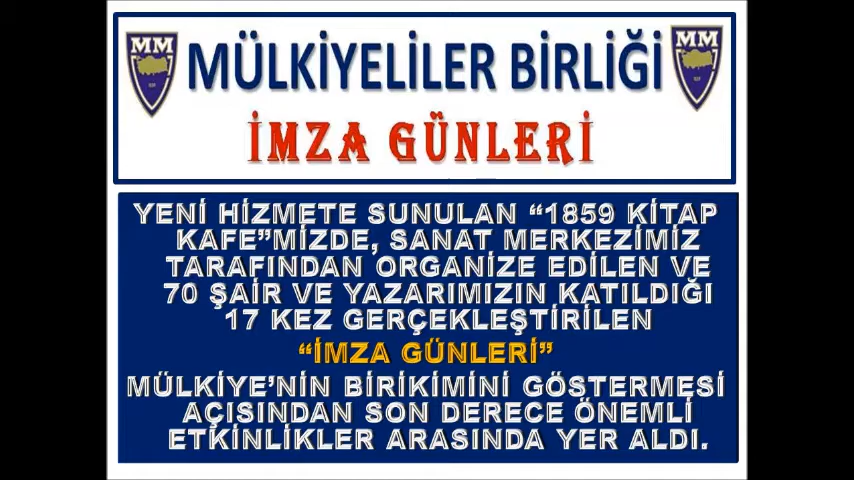 MM
MÜLKİYELİLER BİRLİĞİ
MM
İMZA GÜNLERİ
YENİ HİZMETE SUNULAN “1859 KİTAP
KAFE”MİZDE, SANAT MERKEZİMİZ
TARAFINDAN ORGANİZE EDİLEN VE
70 ŞAİR VE YAZARIMIZIN KATILDIĞI
17 KEZ GERÇEKLEŞTİRİLEN
“İMZA GÜNLERİ”
MÜLKİYE’NİN BİRİKİMİNİ GÖSTERMESİ
AÇISINDAN SON DERECE ÖNEMLİ
ETKİNLİKLER ARASINDA YER ALDI.